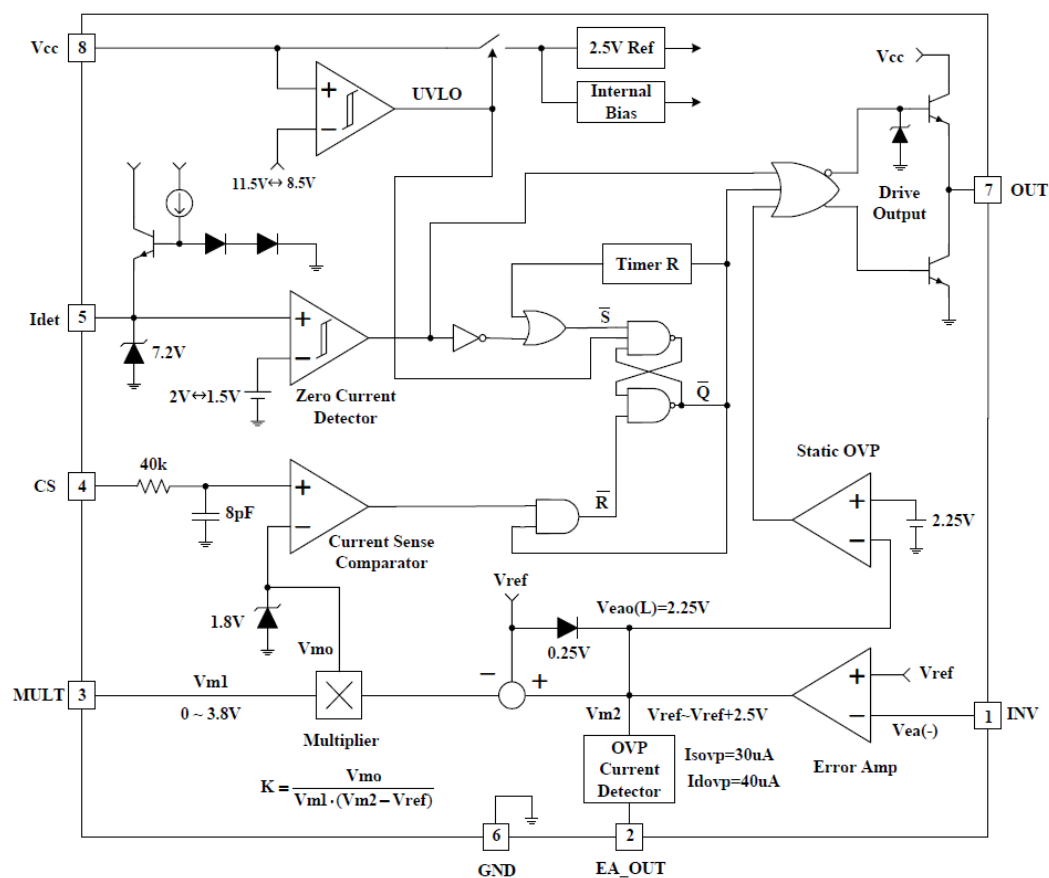 Vcc
8
2.5V Ref
Vcc
UVLO
Internal
Bias
+
−
11.5V↔8.5V
Drive
Output
7
OUT
Timer R
Idet
5
+
−
S̅
7.2V
2V↔1.5V
Zero Current
Detector
Q̅
Static OVP
CS
4
40k
8pF
+
−
R̅
+
−
2.25V
Current Sense
Comparator
Vref
1.8V
Veao(L)=2.25V
0.25V
Vmo
MULT
3
Vm1
0 ~ 3.8V
−
+
Vm2
Vref~Vref+2.5V
+
−
Vref
Vea(-)
1
INV
Multiplier
OVP
Current
Detector
Isovp=30uA
Idovp=40uA
Error Amp
K = Vmo / Vm1·(Vm2−Vref)
6
GND
2
EA_OUT